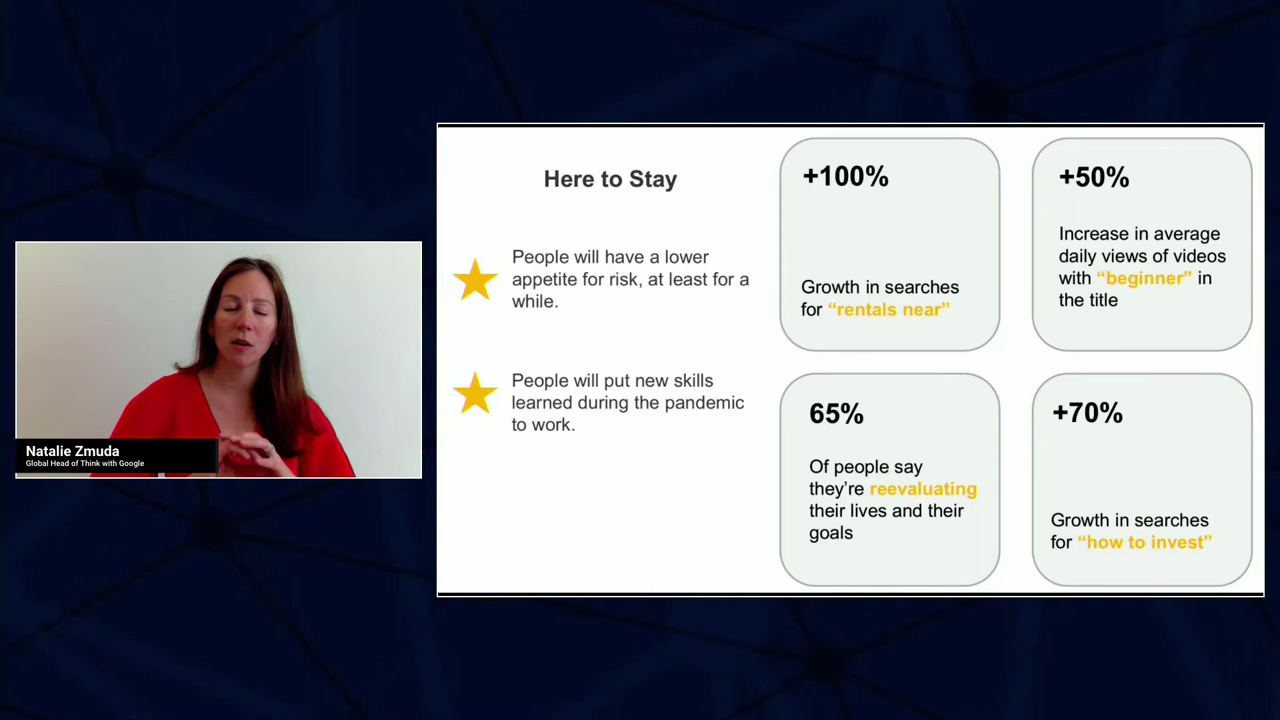 Natalie Zmuda
Global Head of Think with Google
Here to Stay
People will have a lower
appetite for risk, at least for a
while.
People will put new skills
learned during the pandemic
to work.
+100%
Growth in searches
for “rentals near”
+50%
Increase in average
daily views of videos
with “beginner” in
the title
65%
Of people say
they’re reevaluating
their lives and their
goals
+70%
Growth in searches
for “how to invest”